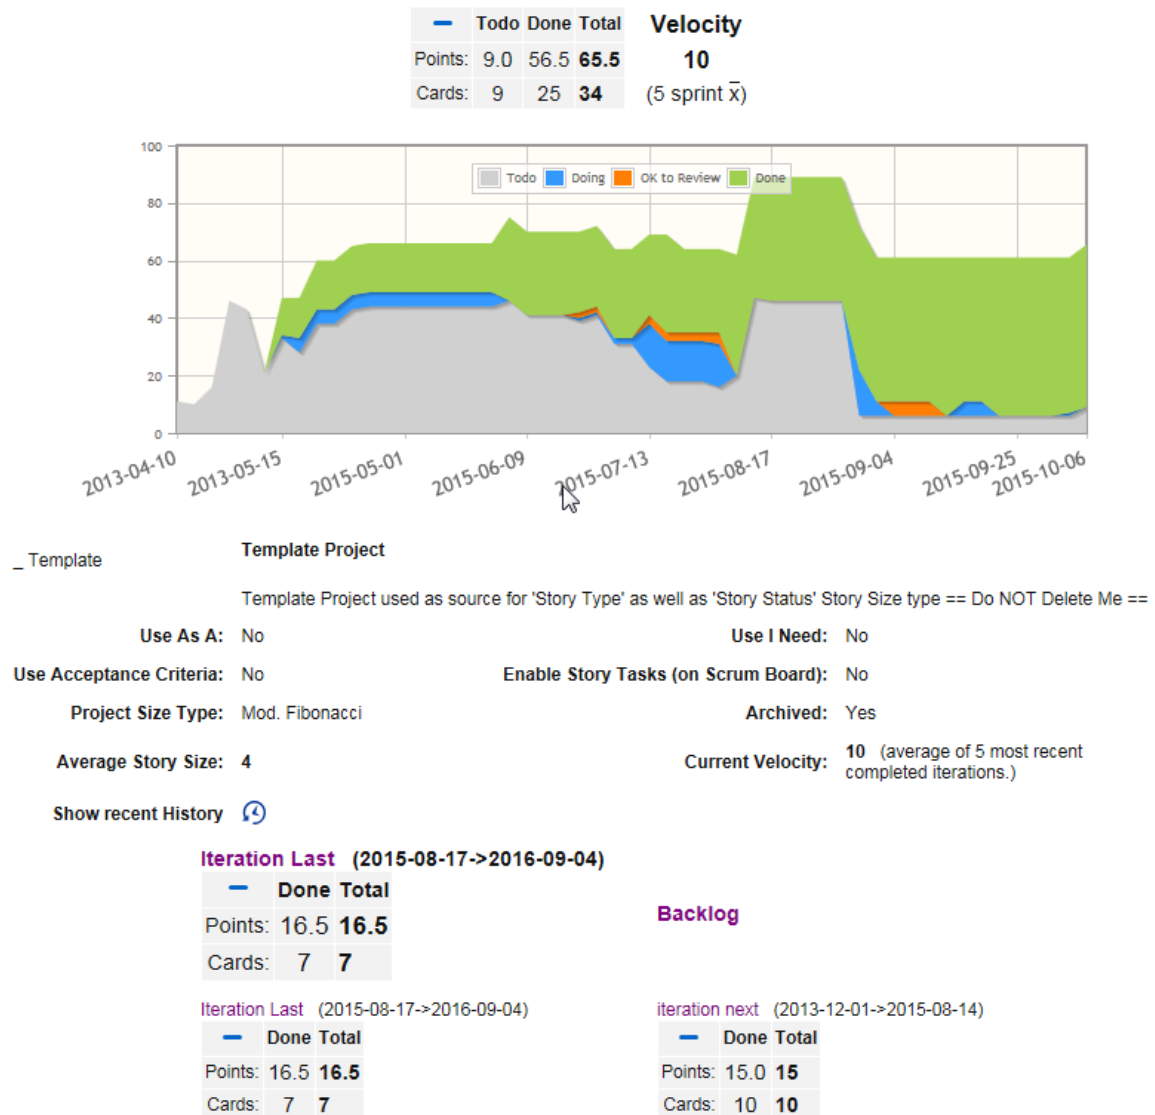 Todo Done Total Velocity
Points: 9.0 56.5 65.5 10
Cards: 9 25 34 (5 sprint x̅)
100
Todo Doing OK to Review Done
80
60
40
20
0
2013-04-10 2013-05-15 2015-05-01 2015-06-09 2015-07-13 2015-08-17 2015-09-04 2015-09-25 2015-10-06
_ Template Template Project
Template Project used as source for 'Story Type' as well as 'Story Status' Story Size type == Do NOT Delete Me ==
Use As A: No Use I Need: No
Use Acceptance Criteria: No Enable Story Tasks (on Scrum Board): No
Project Size Type: Mod. Fibonacci Archived: Yes
Average Story Size: 4 Current Velocity: 10 (average of 5 most recent
completed iterations.)
Show recent History
Iteration Last (2015-08-17->2016-09-04)
Done Total
Points: 16.5 16.5
Cards: 7 7
Backlog
Iteration Last (2015-08-17->2016-09-04) iteration next (2013-12-01->2015-08-14)
Done Total Done Total
Points: 16.5 16.5 Points: 15.0 15
Cards: 7 7 Cards: 10 10